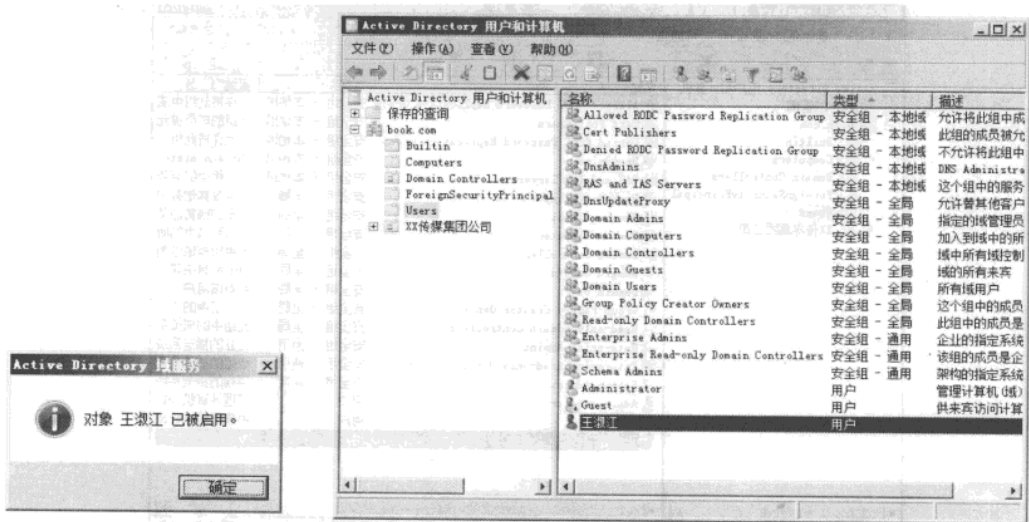 Active Directory 用户和计算机
文件(F) 操作(A) 查看(V) 帮助(H)
Active Directory 用户和计算机
保存的查询
book.com
Builtin
Computers
Domain Controllers
ForeignSecurityPrincipal
Users
XX传媒集团公司
名称 类型 描述
Allowed RODC Password Replication Group 安全组 - 本地域 允许将此组中成
Cert Publishers 安全组 - 本地域 此组的成员被允
Denied RODC Password Replication Group 安全组 - 本地域 不允许将此组中
DnsAdmins 安全组 - 本地域 DNS Administra
RAS and IAS Servers 安全组 - 本地域 这个组中的服务
DnsUpdateProxy 安全组 - 全局 允许替其他客户
Domain Admins 安全组 - 全局 指定的域管理员
Domain Computers 安全组 - 全局 加入到域中的所
Domain Controllers 安全组 - 全局 域中所有域控制
Domain Guests 安全组 - 全局 域的所有来宾
Domain Users 安全组 - 全局 所有域用户
Group Policy Creator Owners 安全组 - 全局 这个组中的成员
Read-only Domain Controllers 安全组 - 全局 此组中的成员是
Enterprise Admins 安全组 - 通用 企业的指定系统
Enterprise Read-only Domain Controllers 安全组 - 通用 该组的成员是企
Schema Admins 安全组 - 通用 架构的指定系统
Administrator 用户 管理计算机(域)
Guest 用户 供来宾访问计算
王淑江 用户
Active Directory 域服务
对象 王淑江 已被启用。
确定